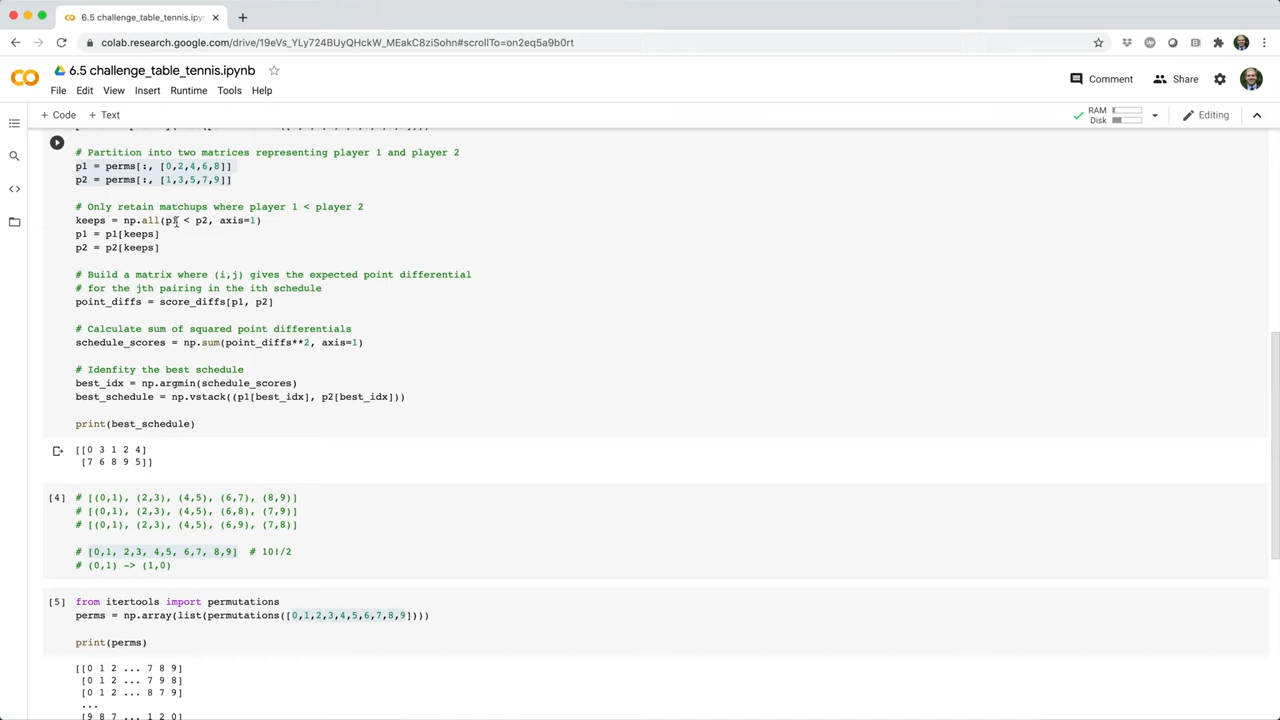 6.5 challenge_table_tennis.ipyn
colab.research.google.com/drive/19eVs_YLy724BUyQHckW_MEakC8ziSohn#scrollTo=on2eq5a9b0rt
6.5 challenge_table_tennis.ipynb
Comment
Share
File Edit View Insert Runtime Tools Help
+ Code + Text
RAM
Disk
Editing
# Partition into two matrices representing player 1 and player 2
p1 = perms[:, [0,2,4,6,8]]
p2 = perms[:, [1,3,5,7,9]]
# Only retain matchups where player 1 < player 2
keeps = np.all(p1 < p2, axis=1)
p1 = p1[keeps]
p2 = p2[keeps]
# Build a matrix where (i,j) gives the expected point differential
# for the jth pairing in the ith schedule
point_diffs = score_diffs[p1, p2]
# Calculate sum of squared point differentials
schedule_scores = np.sum(point_diffs**2, axis=1)
# Idenfity the best schedule
best_idx = np.argmin(schedule_scores)
best_schedule = np.vstack((p1[best_idx], p2[best_idx]))
print(best_schedule)
[[0 3 1 2 4]
[7 6 8 9 5]]
[4] # [(0,1), (2,3), (4,5), (6,7), (8,9)]
# [(0,1), (2,3), (4,5), (6,8), (7,9)]
# [(0,1), (2,3), (4,5), (6,9), (7,8)]
# [0,1, 2,3, 4,5, 6,7, 8,9] # 10!/2
# (0,1) -> (1,0)
[5] from itertools import permutations
perms = np.array(list(permutations([0,1,2,3,4,5,6,7,8,9])))
print(perms)
[[0 1 2 ... 7 8 9]
[0 1 2 ... 7 9 8]
[0 1 2 ... 8 7 9]
...
[9 8 7 ... 1 2 0]